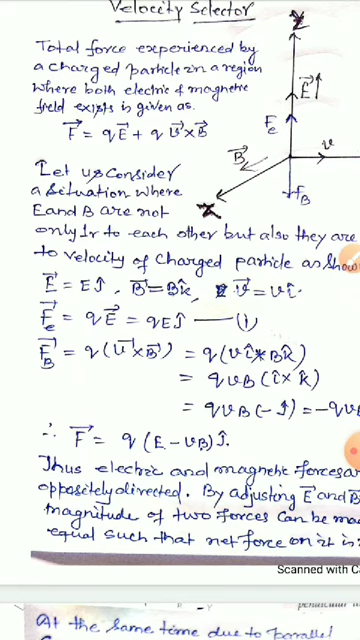 Velocity Selector
Total force experienced by
a charged particle in a region
where both electric & magnetic
field exists is given as.
F⃗ = qE⃗ + q v⃗ × B⃗
E⃗
Fe
B⃗
v
FB
Let us consider
a situation where
E and B are not
only ⊥r to each other but also they are
to velocity of charged particle as show
E⃗ = Eĵ, B⃗ = Bk̂, v⃗ = vî.
F⃗e = qE⃗ = qEĵ —— (1)
F⃗B = q(v⃗ × B⃗) = q(vî × Bk̂)
= qvB (î × k̂)
= qvB (-ĵ) = -qvB
∴ F⃗ = q(E - vB)ĵ.
Thus electric and magnetic forces ar
oppositely directed. By adjusting E⃗ and B⃗
magnitude of two forces can be ma
equal such that net force on it is
Scanned with Ca
At the same time due to parallel